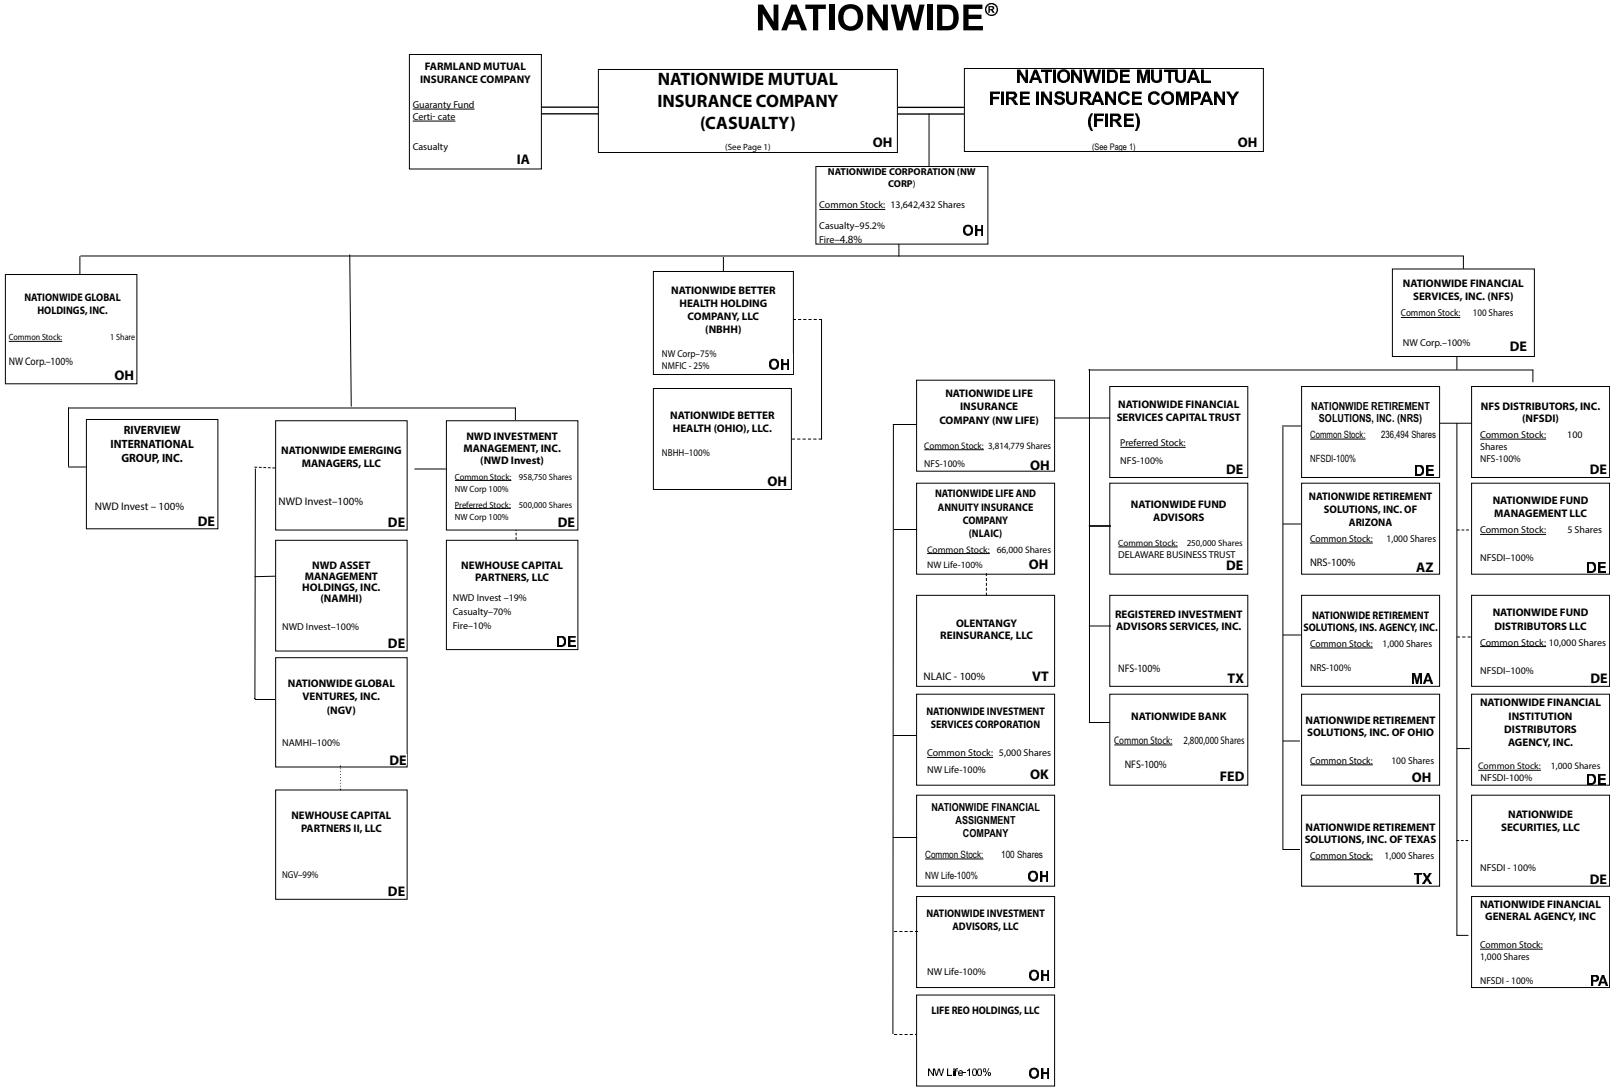 NATIONWIDE®
FARMLAND MUTUAL
INSURANCE COMPANY
Guaranty Fund
Certi- cate
Casualty
IA
NATIONWIDE MUTUAL
INSURANCE COMPANY
(CASUALTY)
(See Page 1)
OH
NATIONWIDE MUTUAL
FIRE INSURANCE COMPANY
(FIRE)
(See Page 1)
OH
NATIONWIDE CORPORATION (NW
CORP)
Common Stock: 13,642,432 Shares
Casualty–95.2%
Fire–4.8%
OH
NATIONWIDE GLOBAL
HOLDINGS, INC.
Common Stock: 1 Share
NW Corp.–100%
OH
NATIONWIDE BETTER
HEALTH HOLDING
COMPANY, LLC
(NBHH)
NW Corp–75%
NMFIC - 25%
OH
NATIONWIDE BETTER
HEALTH (OHIO), LLC.
NBHH–100%
OH
NATIONWIDE FINANCIAL
SERVICES, INC. (NFS)
Common Stock: 100 Shares
NW Corp.–100%
DE
RIVERVIEW
INTERNATIONAL
GROUP, INC.
NWD Invest – 100%
DE
NATIONWIDE EMERGING
MANAGERS, LLC
NWD Invest–100%
DE
NWD ASSET
MANAGEMENT
HOLDINGS, INC.
(NAMHI)
NWD Invest–100%
DE
NATIONWIDE GLOBAL
VENTURES, INC.
(NGV)
NAMHI–100%
DE
NEWHOUSE CAPITAL
PARTNERS II, LLC
NGV–99%
DE
NWD INVESTMENT
MANAGEMENT, INC.
(NWD Invest)
Common Stock: 958,750 Shares
NW Corp 100%
Preferred Stock: 500,000 Shares
NW Corp 100%
DE
NEWHOUSE CAPITAL
PARTNERS, LLC
NWD Invest –19%
Casualty–70%
Fire–10%
DE
NATIONWIDE LIFE
INSURANCE
COMPANY (NW LIFE)
Common Stock: 3,814,779 Shares
NFS-100%
OH
NATIONWIDE LIFE AND
ANNUITY INSURANCE
COMPANY
(NLAIC)
Common Stock: 66,000 Shares
NW Life-100%
OH
OLENTANGY
REINSURANCE, LLC
NLAIC - 100%
VT
NATIONWIDE INVESTMENT
SERVICES CORPORATION
Common Stock: 5,000 Shares
NW Life-100%
OK
NATIONWIDE FINANCIAL
ASSIGNMENT
COMPANY
Common Stock: 100 Shares
NW Life-100%
OH
NATIONWIDE INVESTMENT
ADVISORS, LLC
NW Life-100%
OH
LIFE REO HOLDINGS, LLC
NW Life-100%
OH
NATIONWIDE FINANCIAL
SERVICES CAPITAL TRUST
Preferred Stock:
NFS-100%
DE
NATIONWIDE FUND
ADVISORS
Common Stock: 250,000 Shares
DELAWARE BUSINESS TRUST
DE
REGISTERED INVESTMENT
ADVISORS SERVICES, INC.
NFS-100%
TX
NATIONWIDE BANK
Common Stock: 2,800,000 Shares
NFS-100%
FED
NATIONWIDE RETIREMENT
SOLUTIONS, INC. (NRS)
Common Stock: 236,494 Shares
NFSDI-100%
DE
NATIONWIDE RETIREMENT
SOLUTIONS, INC. OF
ARIZONA
Common Stock: 1,000 Shares
NRS-100%
AZ
NATIONWIDE RETIREMENT
SOLUTIONS, INS. AGENCY, INC.
Common Stock: 1,000 Shares
NRS-100%
MA
NATIONWIDE RETIREMENT
SOLUTIONS, INC. OF OHIO
Common Stock: 100 Shares
OH
NATIONWIDE RETIREMENT
SOLUTIONS, INC. OF TEXAS
Common Stock: 1,000 Shares
TX
NFS DISTRIBUTORS, INC.
(NFSDI)
Common Stock: 100
Shares
NFS-100%
DE
NATIONWIDE FUND
MANAGEMENT LLC
Common Stock: 5 Shares
NFSDI–100%
DE
NATIONWIDE FUND
DISTRIBUTORS LLC
Common Stock: 10,000 Shares
NFSDI–100%
DE
NATIONWIDE FINANCIAL
INSTITUTION
DISTRIBUTORS
AGENCY, INC.
Common Stock: 1,000 Shares
NFSDI-100%
DE
NATIONWIDE
SECURITIES, LLC
NFSDI - 100%
DE
NATIONWIDE FINANCIAL
GENERAL AGENCY, INC
Common Stock:
1,000 Shares
NFSDI - 100%
PA